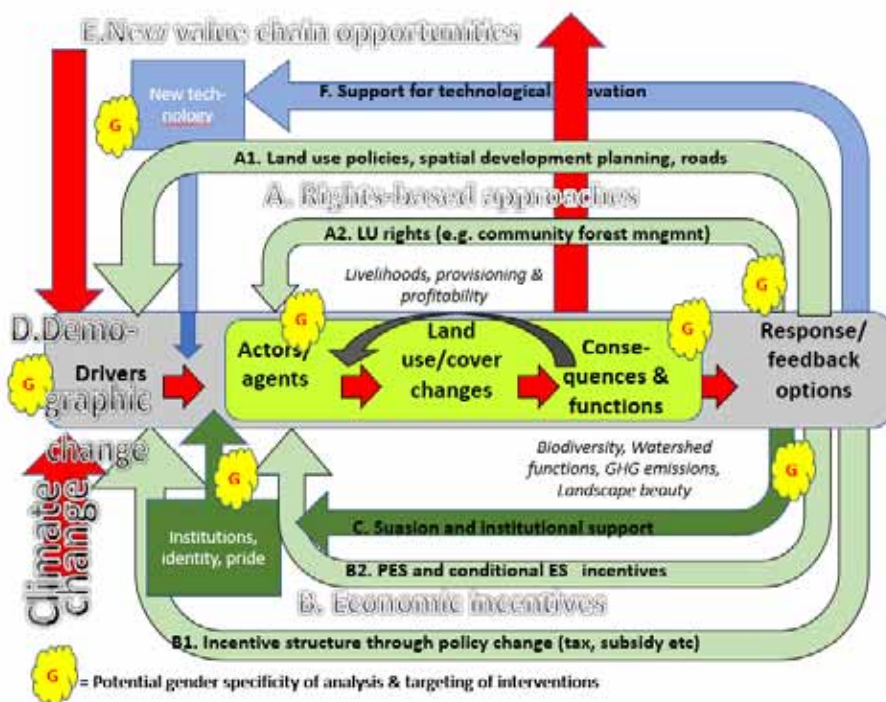 E.New value chain opportunities
New tech-
nology
G
F. Support for technological ovation
A1. Land use policies, spatial development planning, roads
A. Rights-based approaches
A2. LU rights (e.g. community forest mngmnt)
G
Livelihoods, provisioning &
profitability
G
G
D.Demo-
graphic
change
G
Drivers
Actors/
agents
Land
use/cover
changes
Conse-
quences &
functions
Response/
feedback
options
Biodiversity, Watershed
functions, GHG emissions,
Landscape beauty
G
G
Climate
change
Institutions,
identity, pride
C. Suasion and institutional support
B2. PES and conditional ES incentives
B. Economic incentives
B1. Incentive structure through policy change (tax, subsidy etc)
G = Potential gender specificity of analysis & targeting of interventions